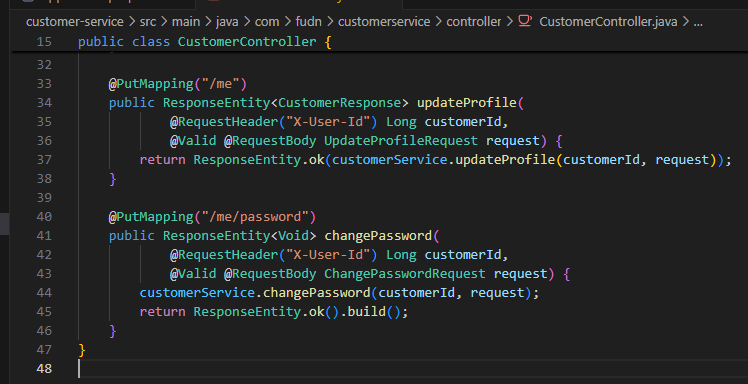 customer-service > src > main > java > com > fudn > customerservice > controller > CustomerController.java > ...
15 public class CustomerController {
32
33 @PutMapping("/me")
34 public ResponseEntity<CustomerResponse> updateProfile(
35 @RequestHeader("X-User-Id") Long customerId,
36 @Valid @RequestBody UpdateProfileRequest request) {
37 return ResponseEntity.ok(customerService.updateProfile(customerId, request));
38 }
39
40 @PutMapping("/me/password")
41 public ResponseEntity<Void> changePassword(
42 @RequestHeader("X-User-Id") Long customerId,
43 @Valid @RequestBody ChangePasswordRequest request) {
44 customerService.changePassword(customerId, request);
45 return ResponseEntity.ok().build();
46 }
47 }
48